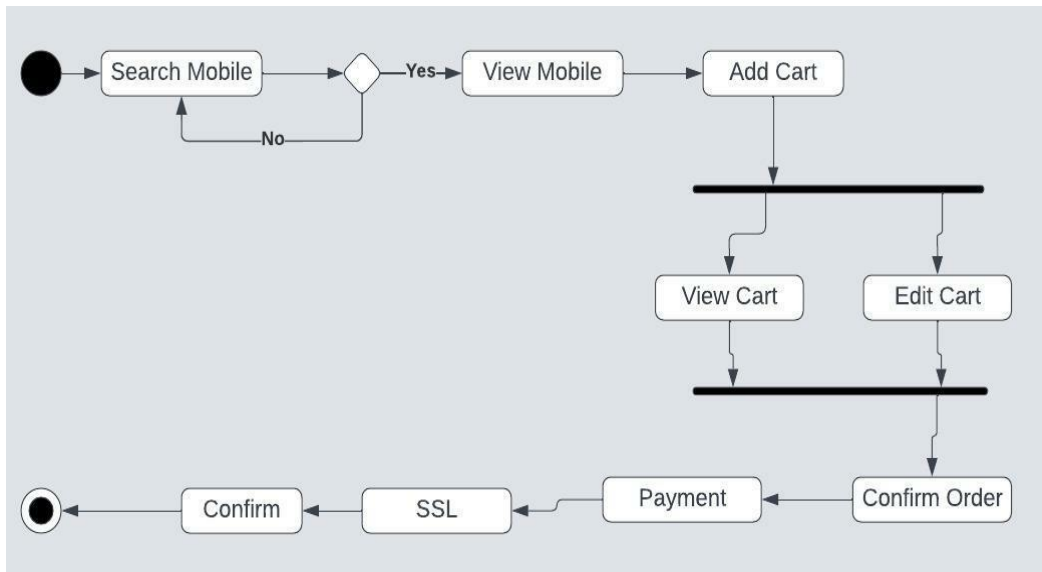 Search Mobile
Yes
View Mobile
Add Cart
No
View Cart
Edit Cart
Confirm
SSL
Payment
Confirm Order